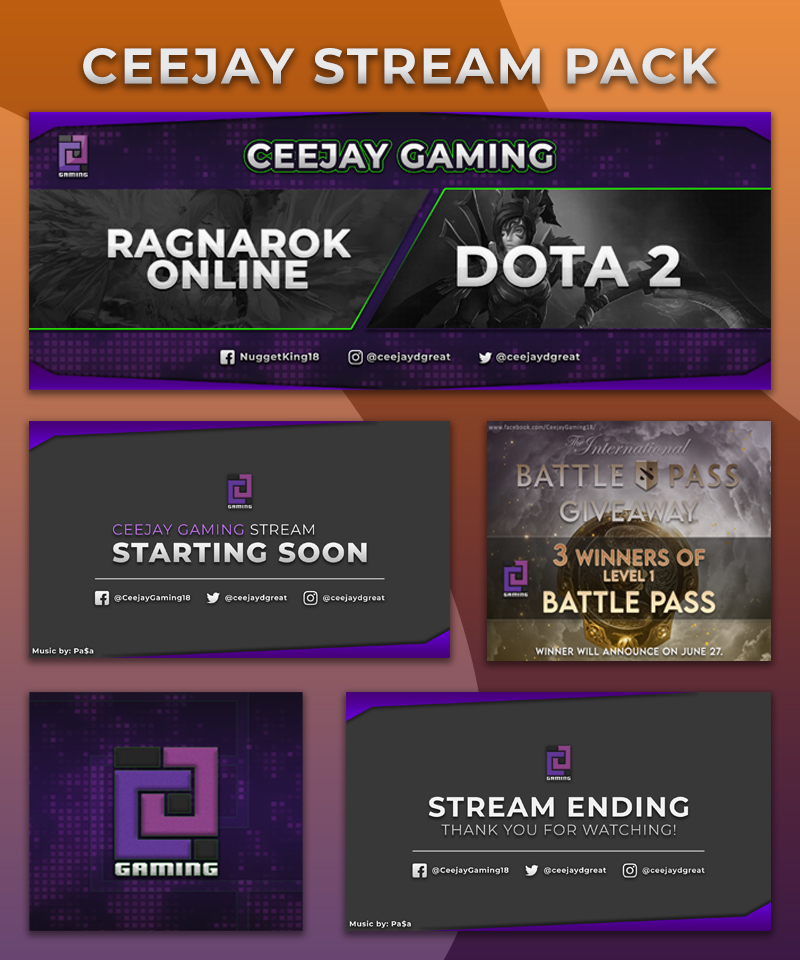 CEEJAY STREAM PACK
GAMING
CEEJAY GAMING
RAGNAROK
ONLINE
DOTA 2
NuggetKing18 @ceejaydgreat @ceejaydgreat
GAMING
CEEJAY GAMING STREAM
STARTING SOON
@CeejayGaming18 @ceejaydgreat @ceejaydgreat
Music by: Pa$a
www.facebook.com/CeejayGaming18/
The International
BATTLE PASS
GIVEAWAY
3 WINNERS OF
LEVEL 1
BATTLE PASS
GAMING
WINNER WILL ANNOUNCE ON JUNE 27.
GAMING
GAMING
STREAM ENDING
THANK YOU FOR WATCHING!
@CeejayGaming18 @ceejaydgreat @ceejaydgreat
Music by: Pa$a